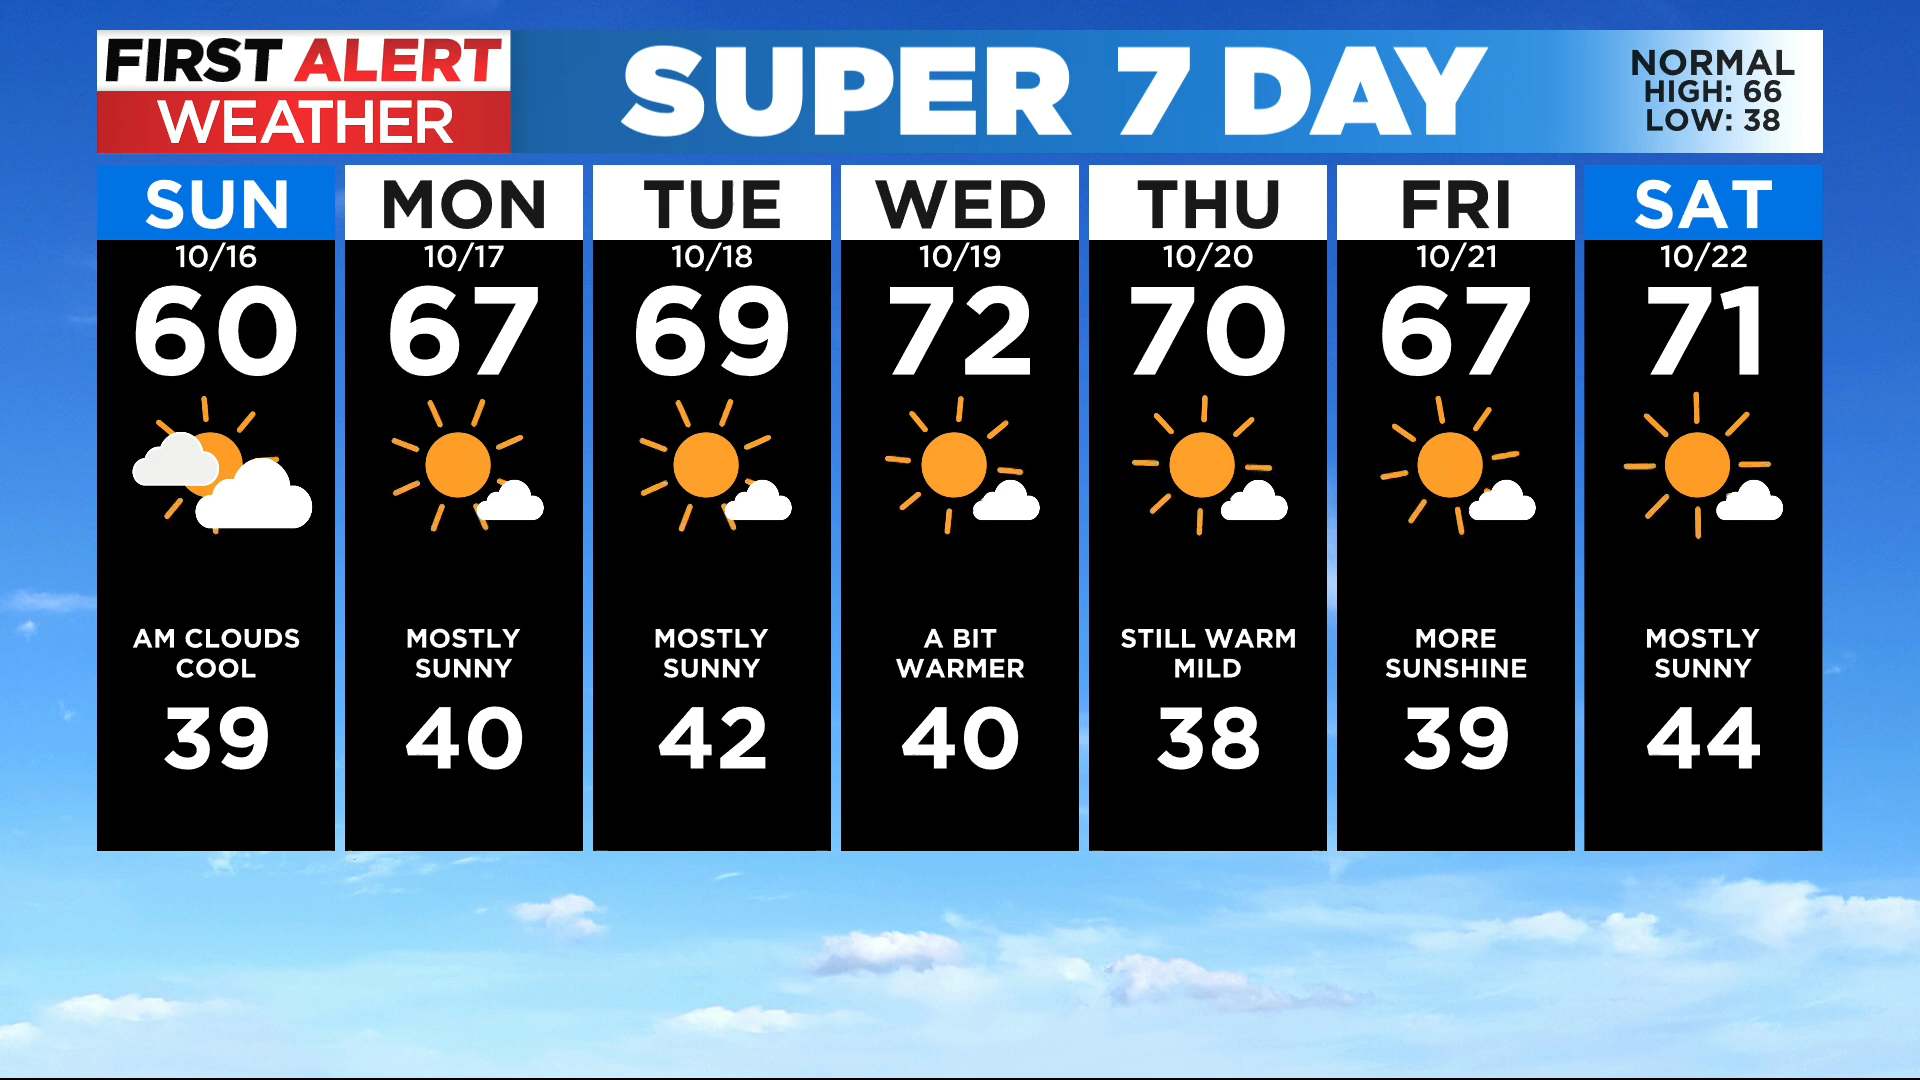 FIRST ALERT
WEATHER
SUPER 7 DAY
NORMAL
HIGH: 66
LOW: 38
SUN
10/16
60
AM CLOUDS
COOL
39
MON
10/17
67
MOSTLY
SUNNY
40
TUE
10/18
69
MOSTLY
SUNNY
42
WED
10/19
72
A BIT
WARMER
40
THU
10/20
70
STILL WARM
MILD
38
FRI
10/21
67
MORE
SUNSHINE
39
SAT
10/22
71
MOSTLY
SUNNY
44